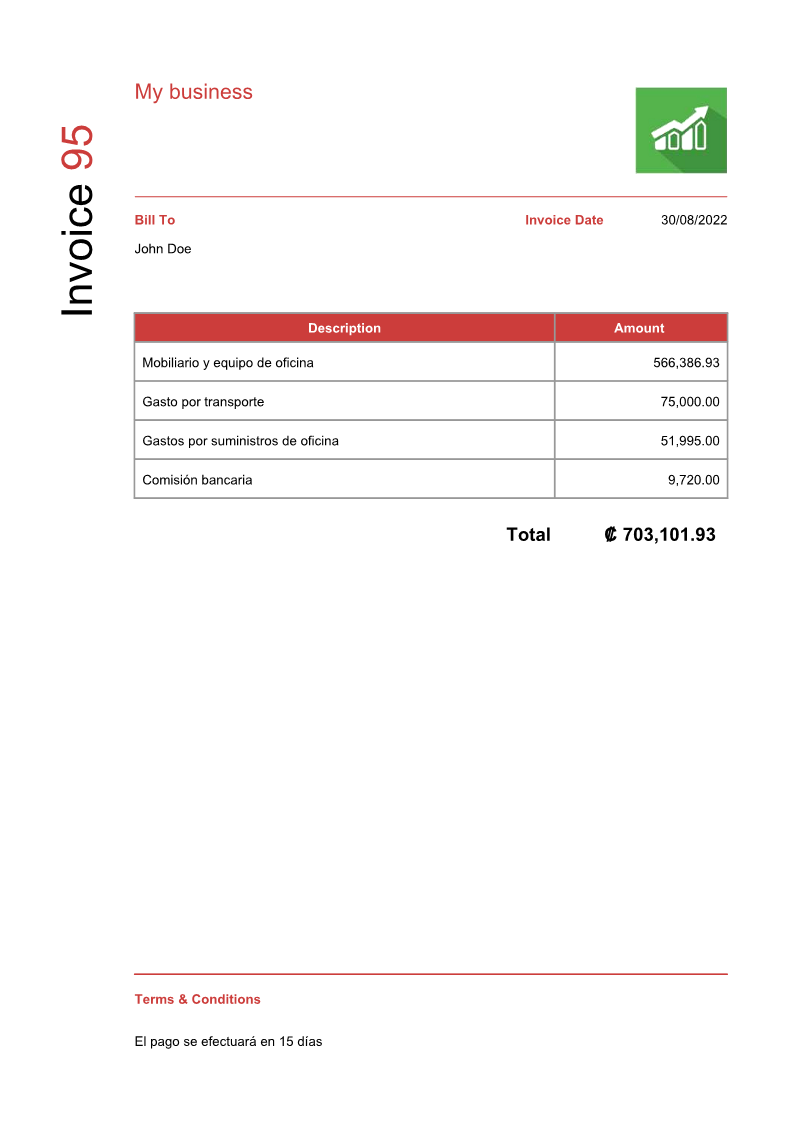 My business
Invoice 95
Bill To Invoice Date 30/08/2022
John Doe
Description Amount
Mobiliario y equipo de oficina 566,386.93
Gasto por transporte 75,000.00
Gastos por suministros de oficina 51,995.00
Comisión bancaria 9,720.00
Total ₡ 703,101.93
Terms & Conditions
El pago se efectuará en 15 días